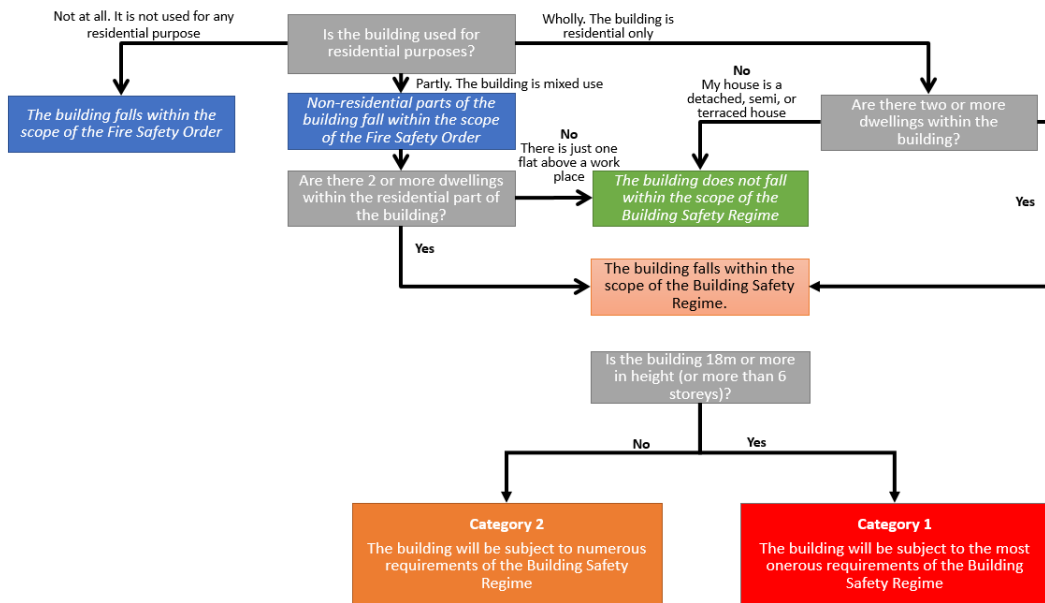 Not at all. It is not used for any
residential purpose
Is the building used for
residential purposes?
Wholly. The building is
residential only
Partly. The building is mixed use
The building falls within the
scope of the Fire Safety Order
Non-residential parts of the
building fall within the scope
of the Fire Safety Order
No
My house is a
detached, semi, or
terraced house
Are there two or more
dwellings within the
building?
No
There is just one
flat above a work
place
Are there 2 or more dwellings
within the residential part of
the building?
The building does not fall
within the scope of the
Building Safety Regime
Yes
Yes
The building falls within the
scope of the Building Safety
Regime.
Is the building 18m or more
in height (or more than 6
storeys)?
No
Yes
Category 2
The building will be subject to numerous
requirements of the Building Safety
Regime
Category 1
The building will be subject to the most
onerous requirements of the Building
Safety Regime